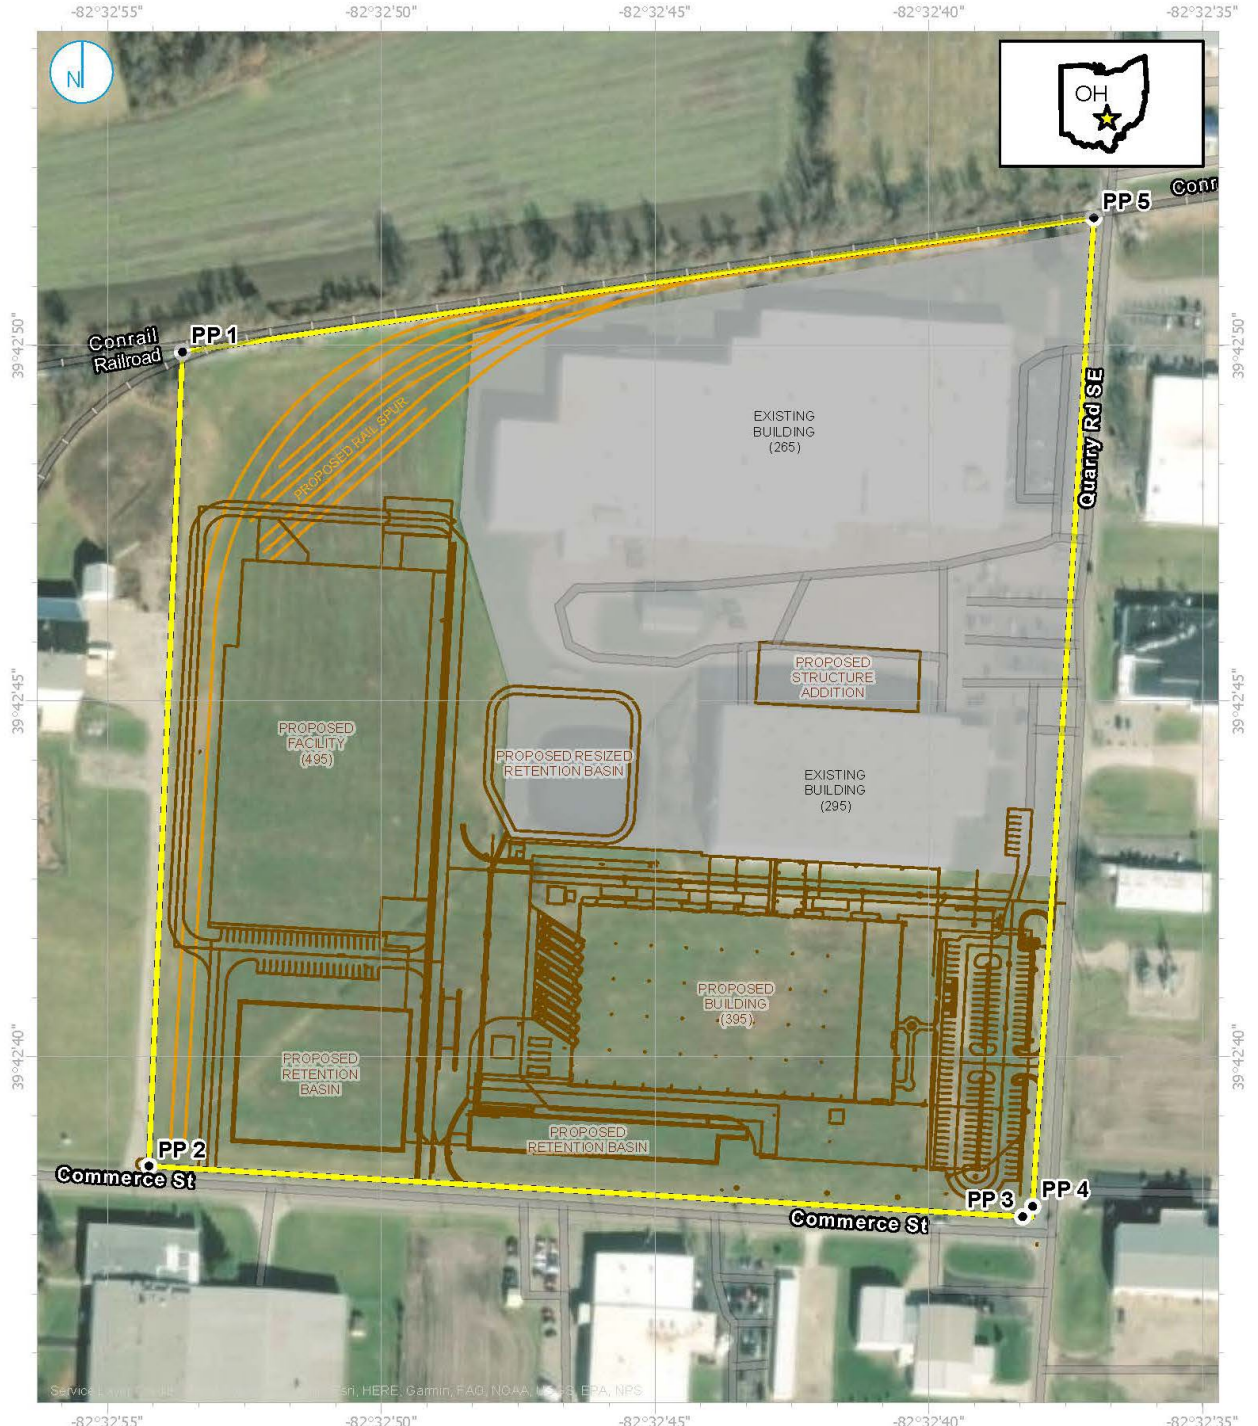 -82°32'55" -82°32'50" -82°32'45" -82°32'40" -82°32'35"
N
OH
Conr
PP 5
PP 1
Conrail
Railroad
39°42'50"
39°42'50"
PROPOSED RAIL SPUR
EXISTING
BUILDING
(265)
Quarry Rd SE
PROPOSED
STRUCTURE
ADDITION
39°42'45"
39°42'45"
PROPOSED
FACILITY
(495)
PROPOSED RESIZED
RETENTION BASIN
EXISTING
BUILDING
(295)
PROPOSED
BUILDING
(395)
39°42'40"
39°42'40"
PROPOSED
RETENTION
BASIN
PROPOSED
RETENTION BASIN
PP 2
Commerce St
PP 3
PP 4
Commerce St
Esri, HERE, Garmin, FAO, NOAA, USGS, EPA, NPS
-82°32'55" -82°32'50" -82°32'45" -82°32'40" -82°32'35"